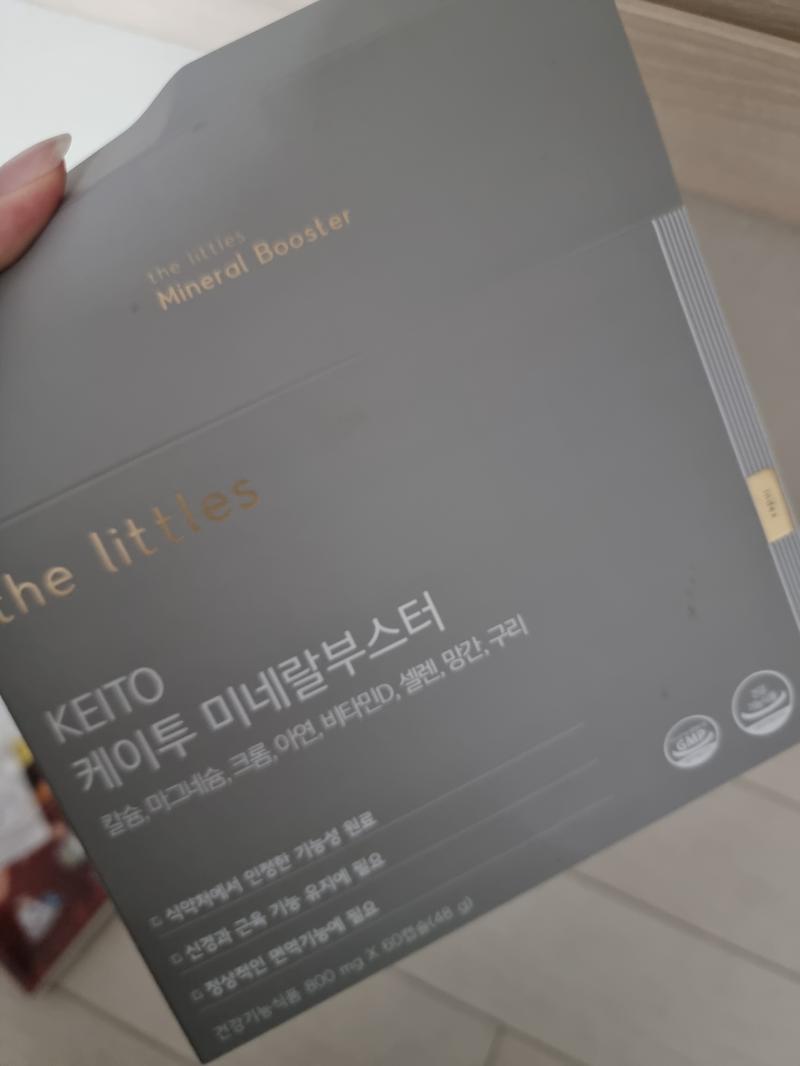 the littles
Mineral Booster
the littles
index
KEITO
케이투 미네랄부스터
칼슘,마그네슘,크롬,아연,비타민D,셀렌,망간,구리
GMP
식약처에서 인정한 기능성 원료
신경과 근육 기능 유지에 필요
정상적인 면역기능에 필요
건강기능식품 800 mg X 60캡슐(48 g)